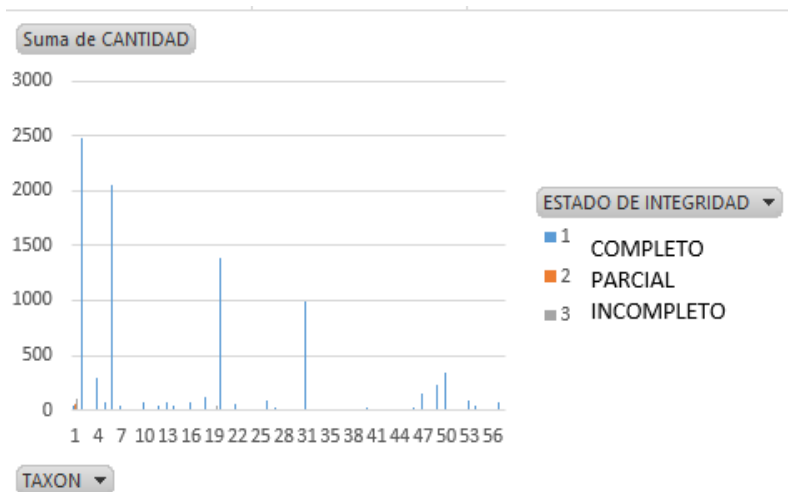 Suma de CANTIDAD
3000
2500
2000
1500
1000
500
0
1 4 7 10 13 16 19 22 25 28 31 35 38 41 44 47 50 53 56
TAXON
ESTADO DE INTEGRIDAD
1 COMPLETO
2 PARCIAL
3 INCOMPLETO